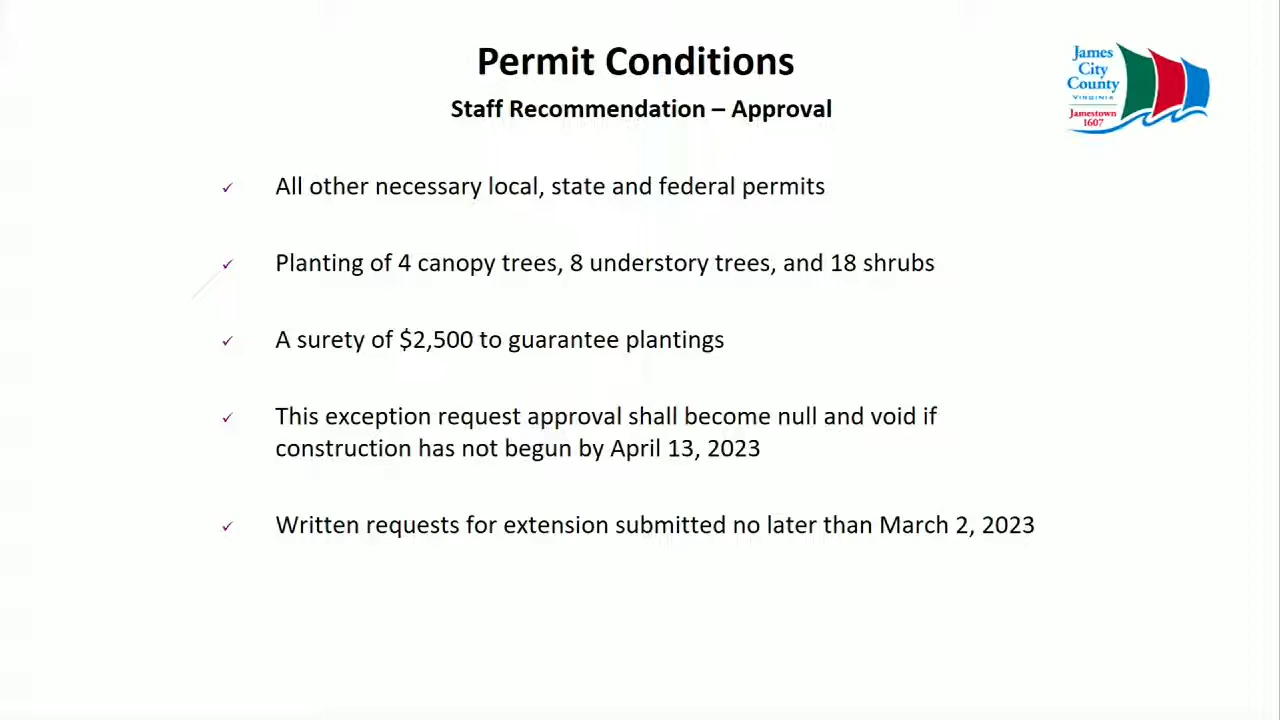 Permit Conditions
Staff Recommendation – Approval
James
City
County
VIRGINIA
Jamestown
1607
✓ All other necessary local, state and federal permits
✓ Planting of 4 canopy trees, 8 understory trees, and 18 shrubs
✓ A surety of $2,500 to guarantee plantings
✓ This exception request approval shall become null and void if
construction has not begun by April 13, 2023
✓ Written requests for extension submitted no later than March 2, 2023